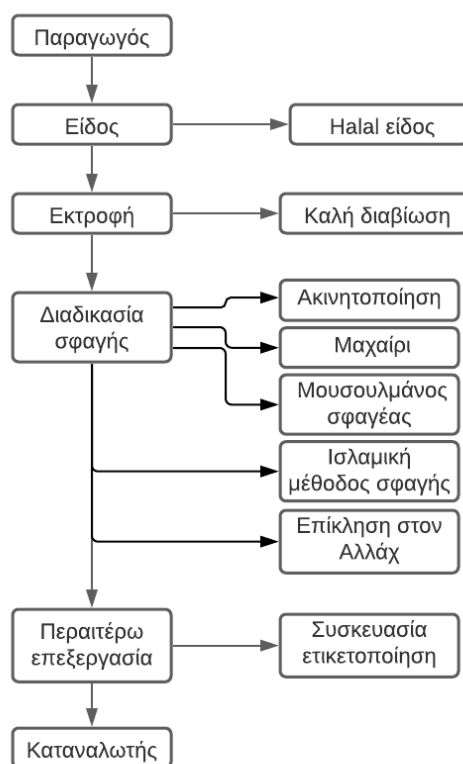 Παραγωγός
Είδος
Halal είδος
Εκτροφή
Καλή διαβίωση
Διαδικασία
σφαγής
Ακινητοποίηση
Μαχαίρι
Μουσουλμάνος
σφαγέας
Ισλαμική
μέθοδος σφαγής
Επίκληση στον
Αλλάχ
Περαιτέρω
επεξεργασία
Συσκευασία
ετικετοποίηση
Καταναλωτής